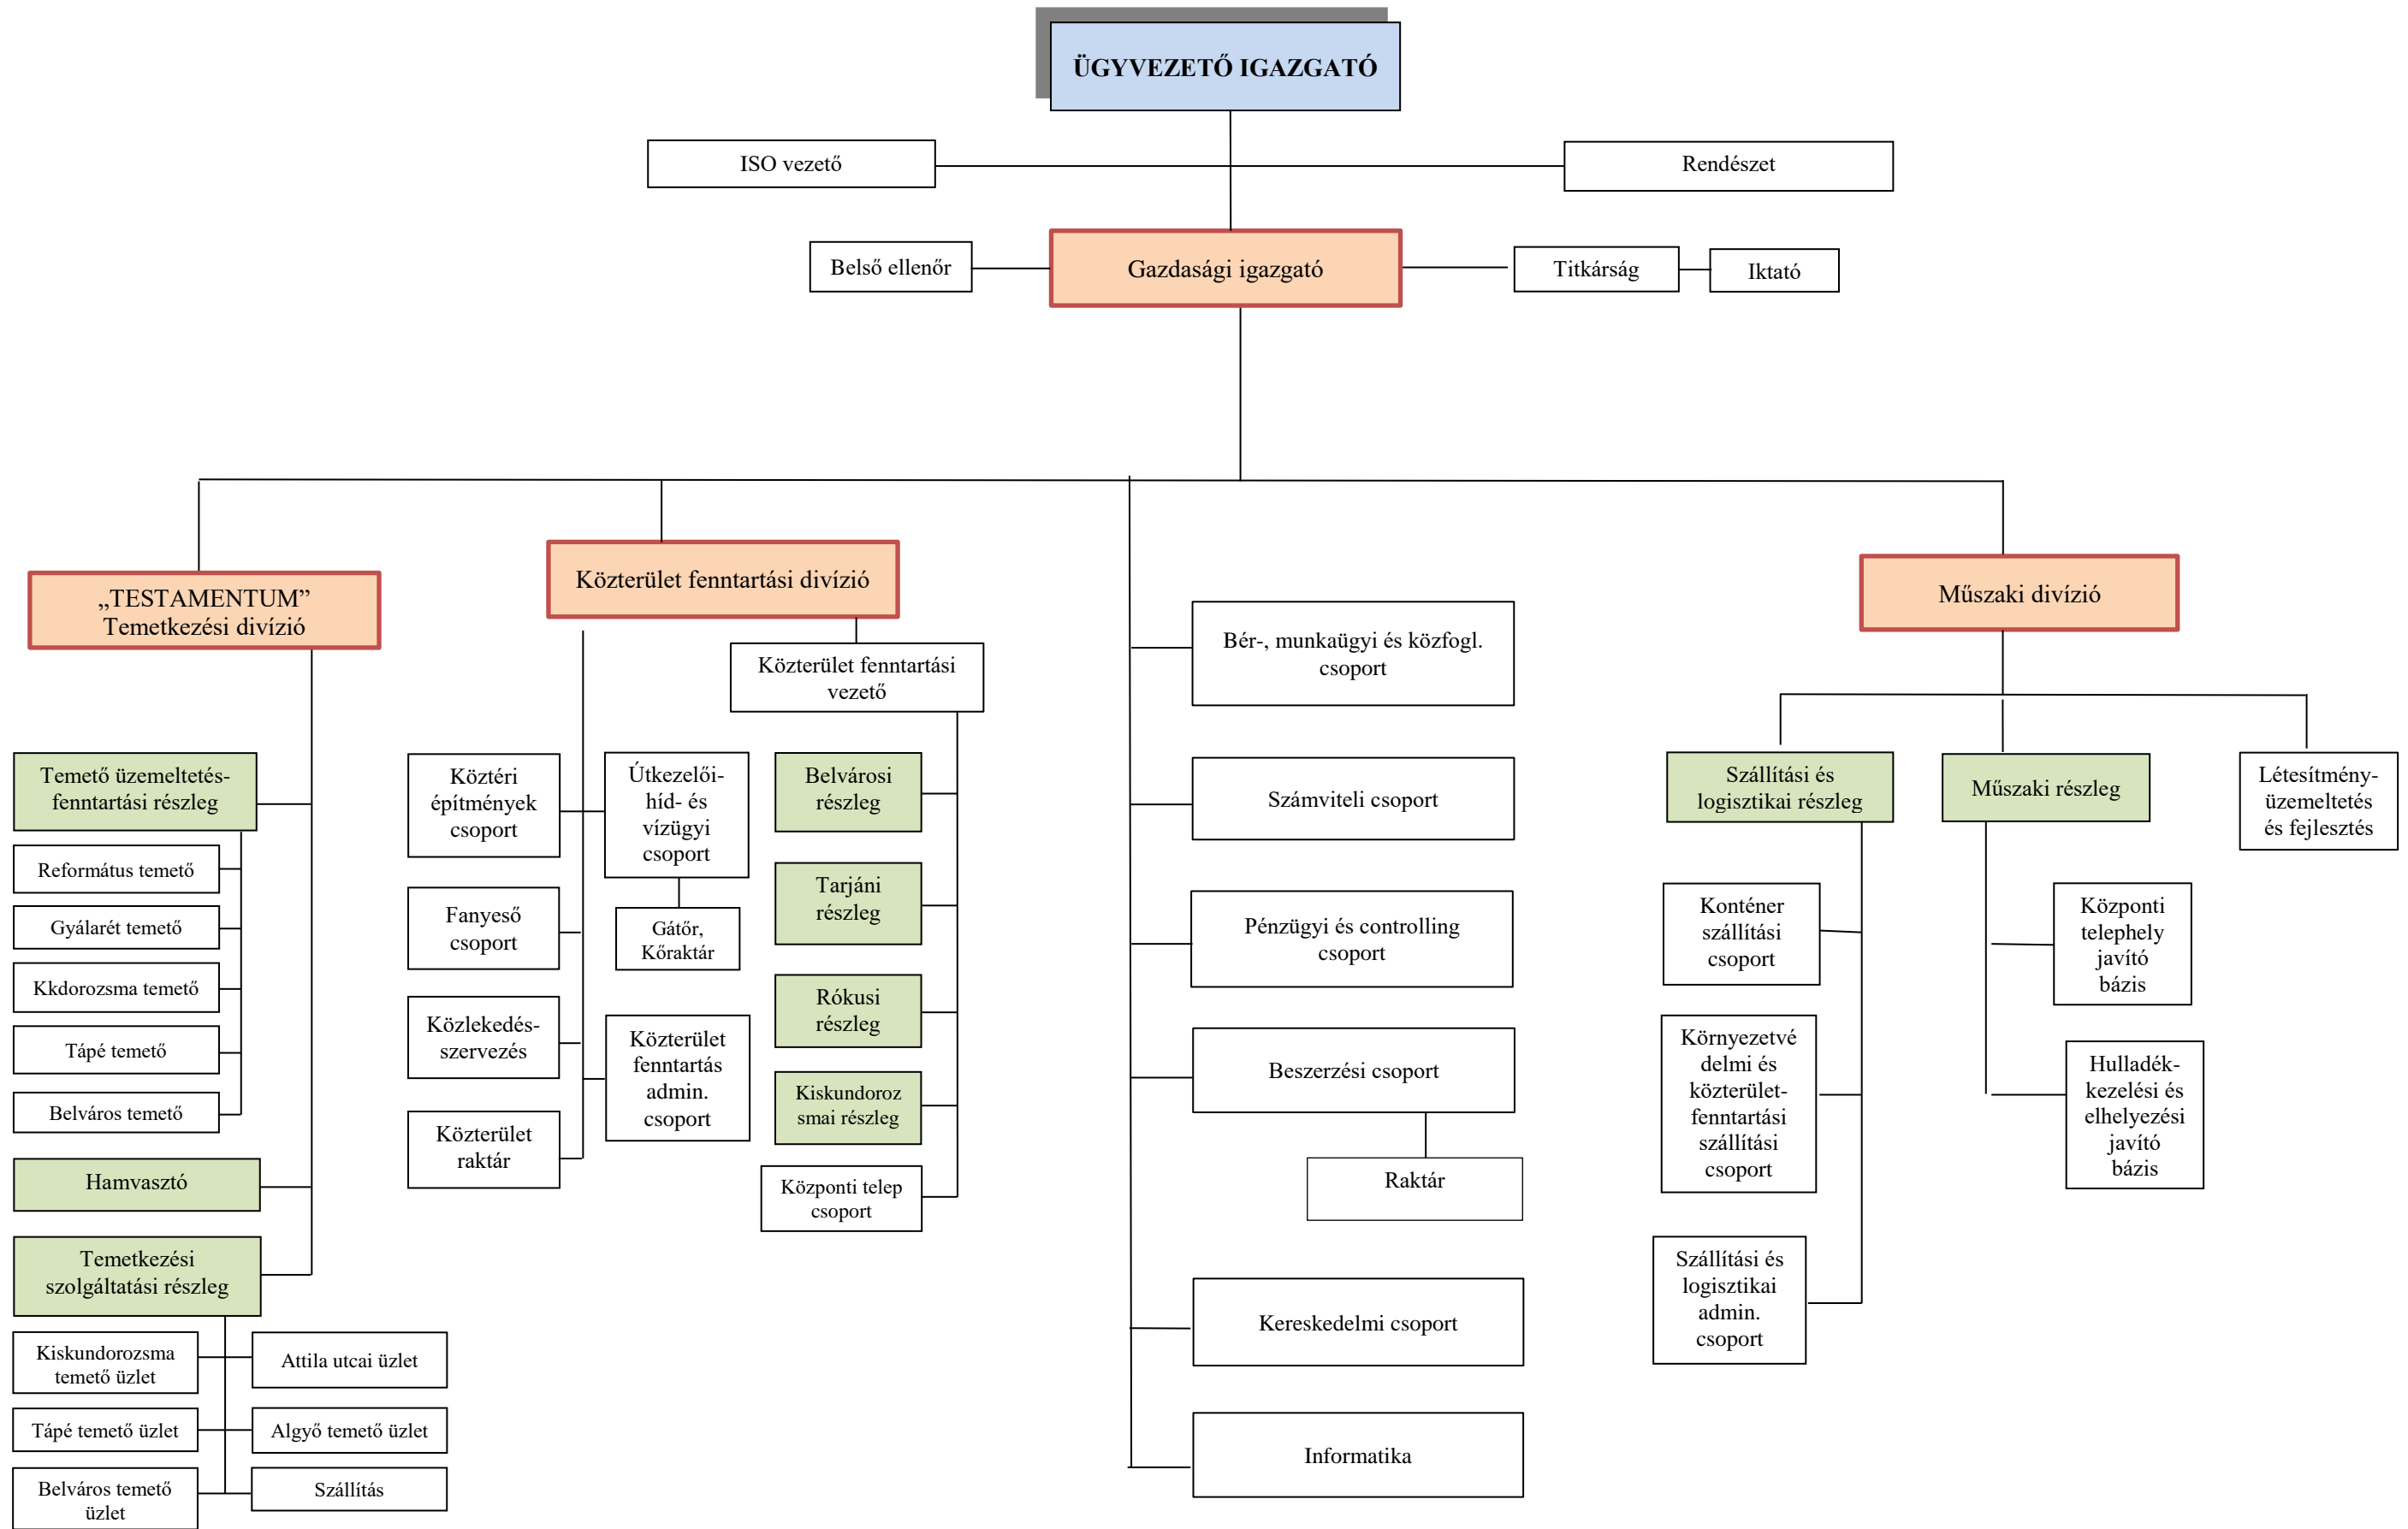 ÜGYVEZETŐ IGAZGATÓ
ISO vezető
Rendészet
Belső ellenőr
Gazdasági igazgató
Titkárság
Iktató
„TESTAMENTUM”
Temetkezési divízió
Temető üzemeltetés-
fenntartási részleg
Református temető
Gyálarét temető
Kkdorozsma temető
Tápé temető
Belváros temető
Hamvasztó
Temetkezési
szolgáltatási részleg
Kiskundorozsma
temető üzlet
Attila utcai üzlet
Tápé temető üzlet
Algyő temető üzlet
Belváros temető
üzlet
Szállítás
Közterület fenntartási divízió
Közterület fenntartási
vezető
Köztéri
építmények
csoport
Útkezelői-
híd- és
vízügyi
csoport
Fanyeső
csoport
Gátőr,
Kőraktár
Közlekedés-
szervezés
Közterület
fenntartás
admin.
csoport
Közterület
raktár
Belvárosi
részleg
Tarjáni
részleg
Rókusi
részleg
Kiskundoroz
smai részleg
Központi telep
csoport
Bér-, munkaügyi és közfogl.
csoport
Számviteli csoport
Pénzügyi és controlling
csoport
Beszerzési csoport
Raktár
Kereskedelmi csoport
Informatika
Műszaki divízió
Szállítási és
logisztikai részleg
Konténer
szállítási
csoport
Környezetvé
delmi és
közterület-
fenntartási
szállítási
csoport
Szállítási és
logisztikai
admin.
csoport
Műszaki részleg
Központi
telephely
javító
bázis
Hulladék-
kezelési és
elhelyezési
javító
bázis
Létesítmény-
üzemeltetés
és fejlesztés